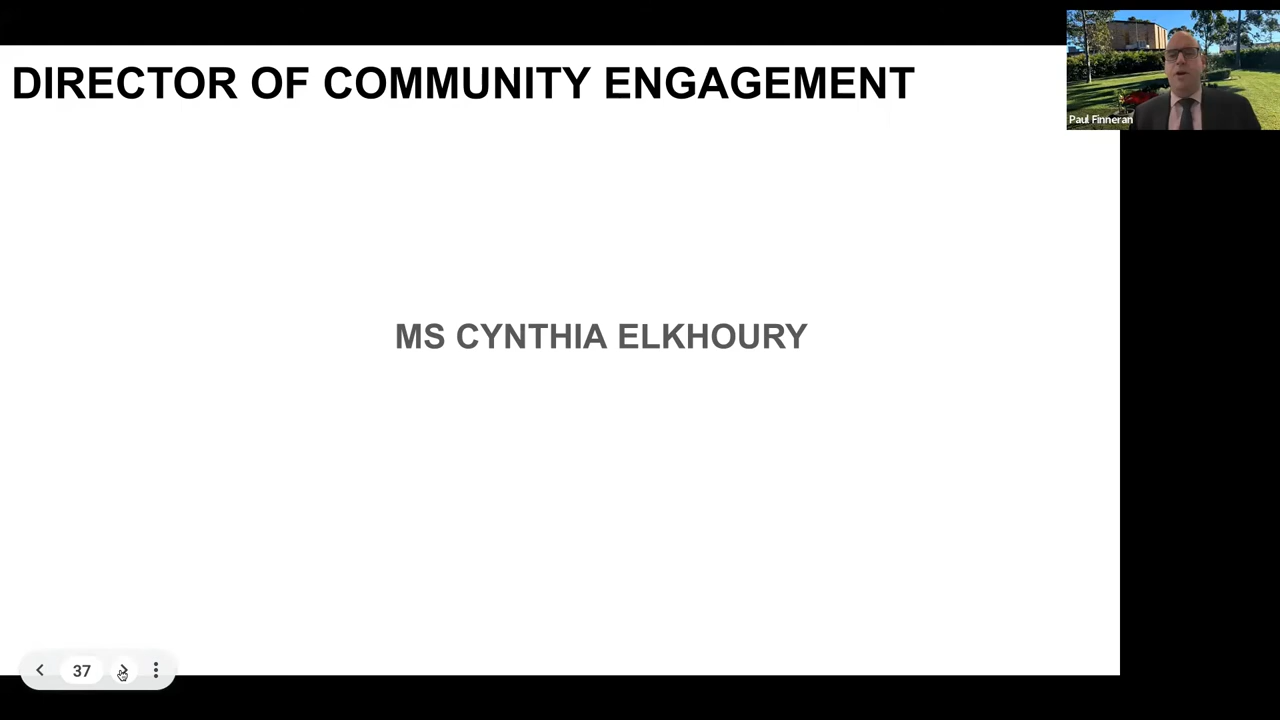 DIRECTOR OF COMMUNITY ENGAGEMENT
Paul Finneran
MS CYNTHIA ELKHOURY
37